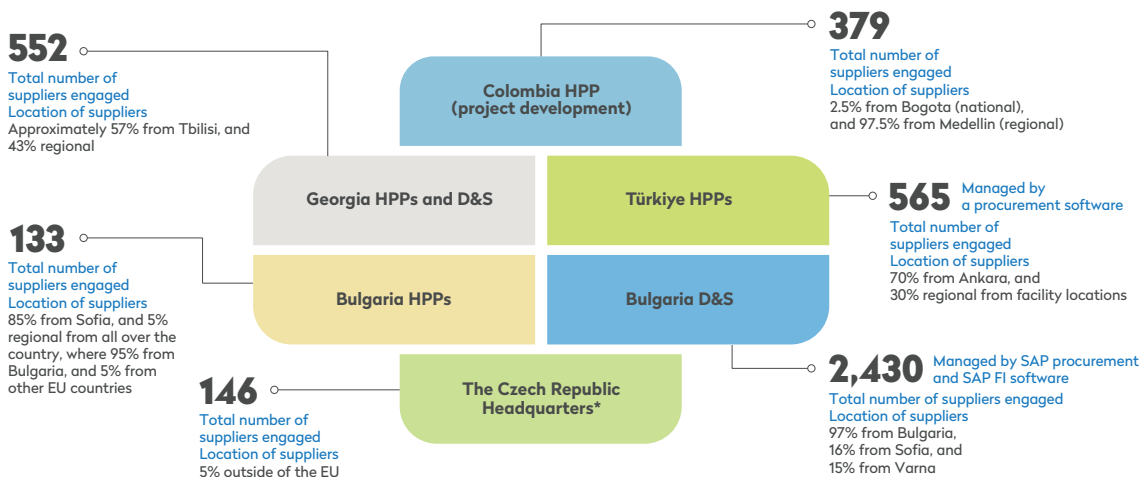 379
Total number of
suppliers engaged
Location of suppliers
2.5% from Bogota (national),
and 97.5% from Medellin (regional)
552
Total number of
suppliers engaged
Location of suppliers
Approximately 57% from Tbilisi, and
43% regional
Colombia HPP
(project development)
Georgia HPPs and D&S
Türkiye HPPs
565
Managed by
a procurement software
Total number of
suppliers engaged
Location of suppliers
70% from Ankara, and
30% regional from facility locations
133
Total number of
suppliers engaged
Location of suppliers
85% from Sofia, and 5%
regional from all over the
country, where 95% from
Bulgaria, and 5% from
other EU countries
Bulgaria HPPs
Bulgaria D&S
2,430
Managed by SAP procurement
and SAP FI software
Total number of suppliers engaged
Location of suppliers
97% from Bulgaria,
16% from Sofia, and
15% from Varna
146
Total number of
suppliers engaged
Location of suppliers
5% outside of the EU
The Czech Republic
Headquarters*